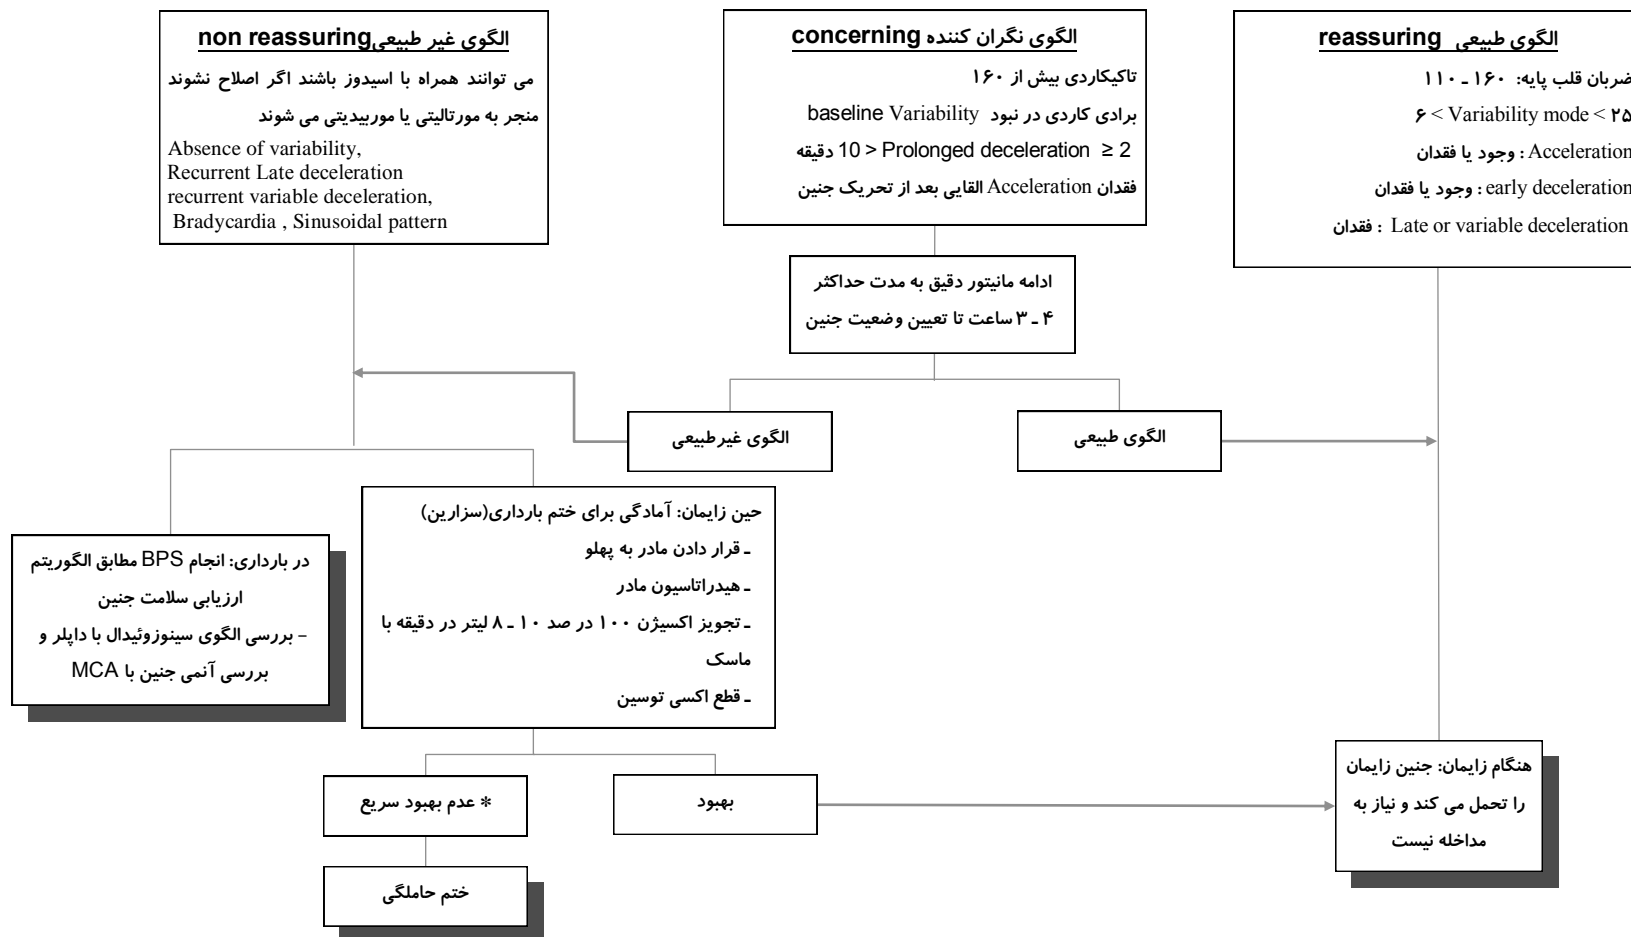 الگوی طبیعی reassuring
ضربان قلب پایه: ۱۶۰ ـ ۱۱۰
۶ < Variability mode < ۲۵
Acceleration : وجود یا فقدان
early deceleration : وجود یا فقدان
Late or variable deceleration : فقدان
الگوی نگران کننده concerning
تاکیکاردی بیش از ۱۶۰
برادی کاردی در نبود baseline Variability
10 > Prolonged deceleration ≥ 2 دقیقه
فقدان Acceleration القایی بعد از تحریک جنین
الگوی غیر طبیعی non reassuring
می توانند همراه با اسیدوز باشند اگر اصلاح نشوند
منجر به مورتالیتی یا موربیدیتی می شوند
Absence of variability,
Recurrent Late deceleration
recurrent variable deceleration,
Bradycardia , Sinusoidal pattern
ادامه مانیتور دقیق به مدت حداکثر
۴ ـ ۳ ساعت تا تعیین وضعیت جنین
الگوی طبیعی
الگوی غیرطبیعی
حین زایمان: آمادگی برای ختم بارداری(سزارین)
ـ قرار دادن مادر به پهلو
ـ هیدراتاسیون مادر
ـ تجویز اکسیژن ۱۰۰ در صد ۱۰ ـ ۸ لیتر در دقیقه با
ماسک
ـ قطع اکسی توسین
در بارداری: انجام BPS مطابق الگوریتم
ارزیابی سلامت جنین
– بررسی الگوی سینوزوئیدال با داپلر و
بررسی آنمی جنین با MCA
هنگام زایمان: جنین زایمان
را تحمل می کند و نیاز به
مداخله نیست
بهبود
* عدم بهبود سریع
ختم حاملگی